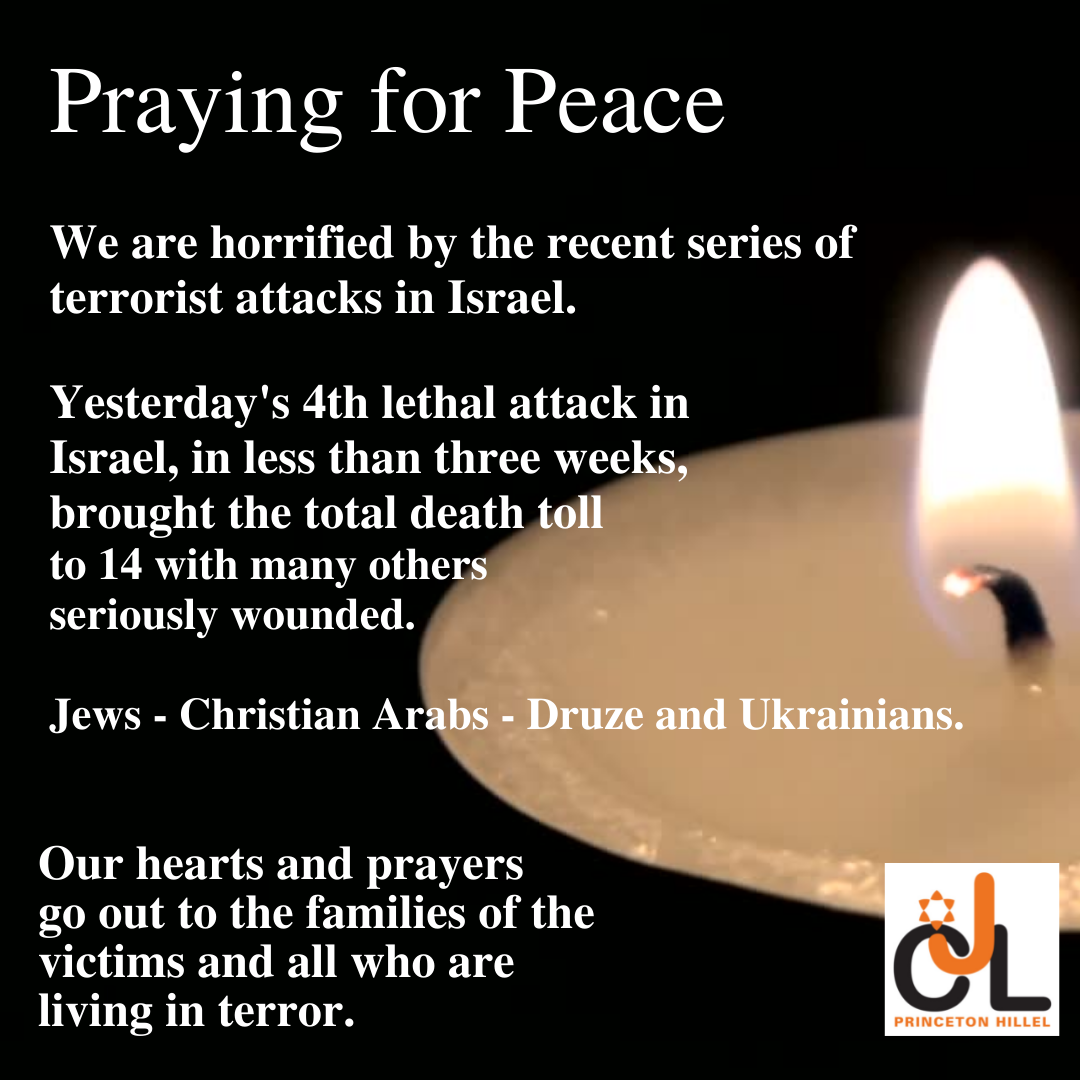 Praying for Peace
We are horrified by the recent series of
terrorist attacks in Israel.
Yesterday's 4th lethal attack in
Israel, in less than three weeks,
brought the total death toll
to 14 with many others
seriously wounded.
Jews - Christian Arabs - Druze and Ukrainians.
Our hearts and prayers
go out to the families of the
victims and all who are
living in terror.
CJL
PRINCETON HILLEL